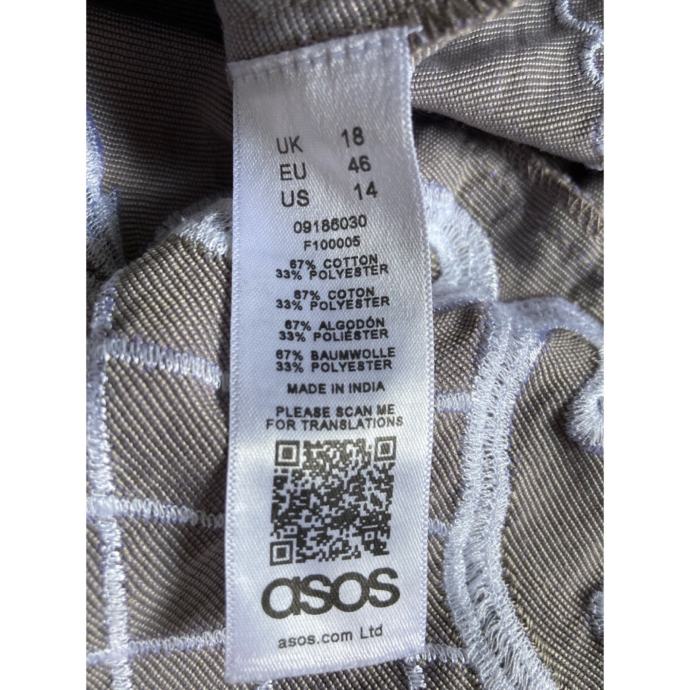 UK 18
EU 46
US 14
09186030
F100005
67% COTTON
33% POLYESTER
67% COTON
33% POLYESTER
67% ALGODÓN
33% POLIÉSTER
67% BAUMWOLLE
33% POLYESTER
MADE IN INDIA
PLEASE SCAN ME
FOR TRANSLATIONS
asos
asos.com Ltd